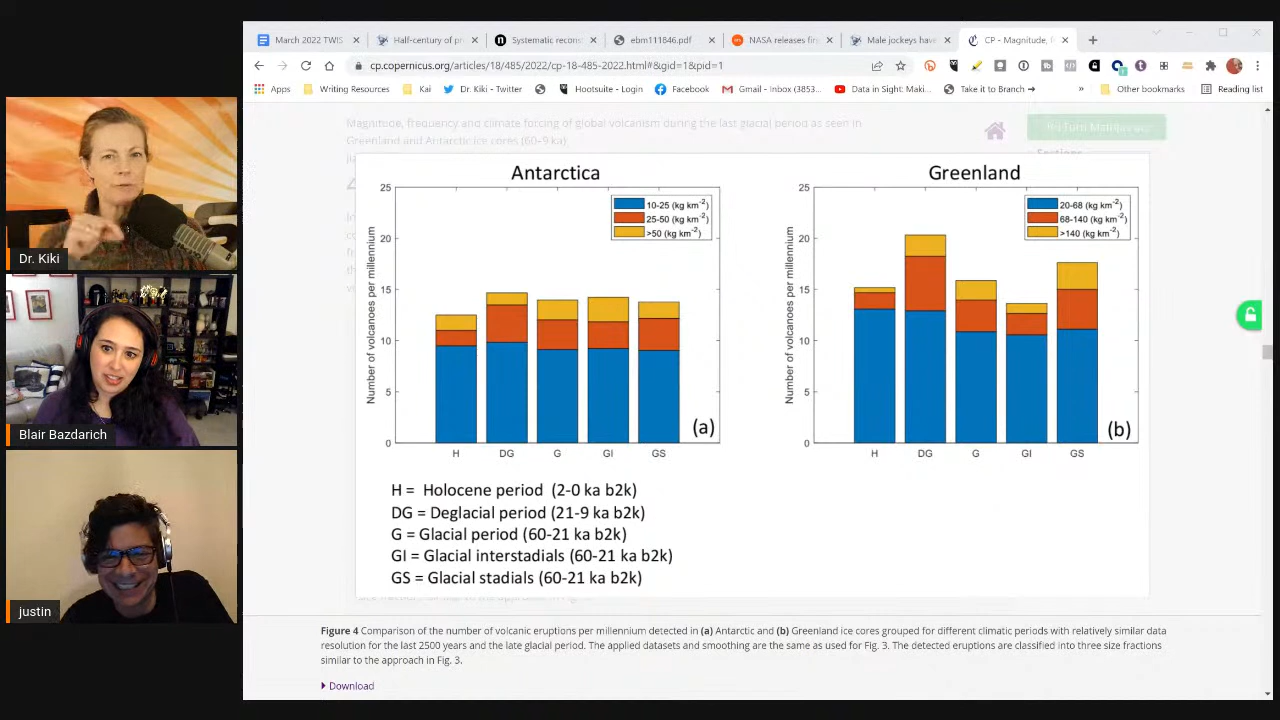 March 2022 TWIS
Half-century of pr
Systematic recons
ebm111846.pdf
NASA releases firs
Male jockeys have
CP - Magnitude, f
cp.copernicus.org/articles/18/485/2022/cp-18-485-2022.html#&gid=1&pid=1
Apps
Writing Resources
Kai
Dr. Kiki - Twitter
Hootsuite - Login
Facebook
Gmail - Inbox (3853...
Data in Sight: Maki...
Take it to Branch →
»
Other bookmarks
Reading list
Magnitude, frequency and climate forcing of global volcanism during the last glacial period as seen in
Greenland and Antarctic ice cores (60–9 ka)
Sections
Antarctica
25
20
15
10
5
0
Number of volcanoes per millennium
10-25 (kg km-2)
25-50 (kg km-2)
>50 (kg km-2)
(a)
H DG G GI GS
Greenland
25
20
15
10
5
0
Number of volcanoes per millennium
20-68 (kg km-2)
68-140 (kg km-2)
>140 (kg km-2)
(b)
H DG G GI GS
H = Holocene period (2-0 ka b2k)
DG = Deglacial period (21-9 ka b2k)
G = Glacial period (60-21 ka b2k)
GI = Glacial interstadials (60-21 ka b2k)
GS = Glacial stadials (60-21 ka b2k)
Figure 4 Comparison of the number of volcanic eruptions per millennium detected in (a) Antarctic and (b) Greenland ice cores grouped for different climatic periods with relatively similar data
resolution for the last 2500 years and the late glacial period. The applied datasets and smoothing are the same as used for Fig. 3. The detected eruptions are classified into three size fractions
similar to the approach in Fig. 3.
Download
Dr. Kiki
Blair Bazdarich
justin